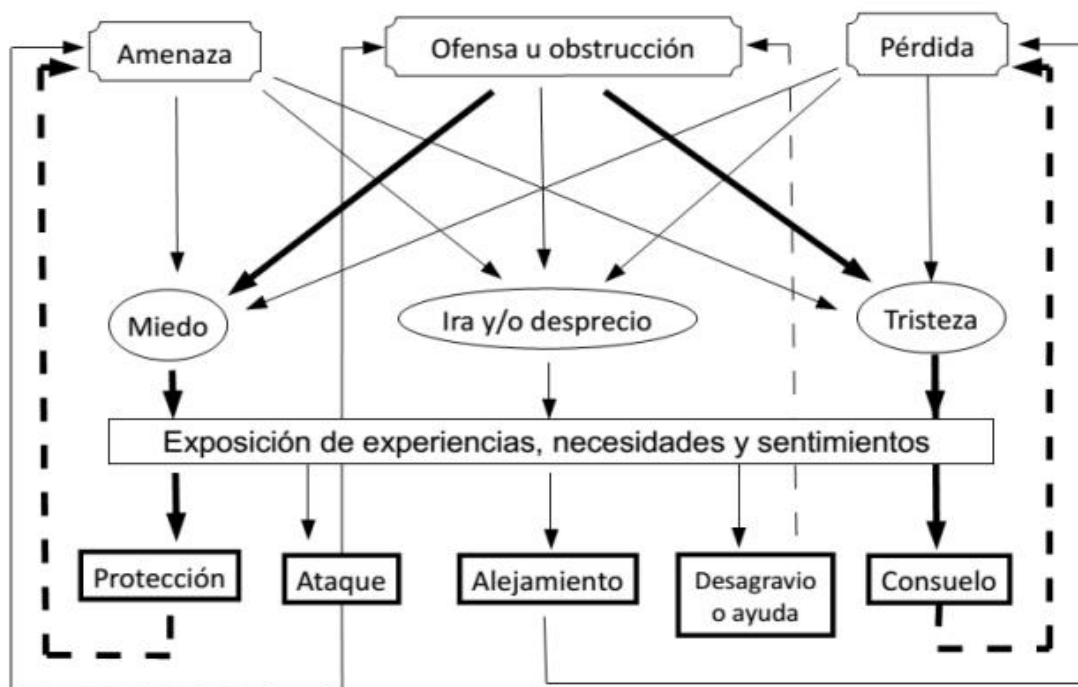 Amenaza
Ofensa u obstrucción
Pérdida
Miedo
Ira y/o desprecio
Tristeza
Exposición de experiencias, necesidades y sentimientos
Protección
Ataque
Alejamiento
Desagravio
o ayuda
Consuelo